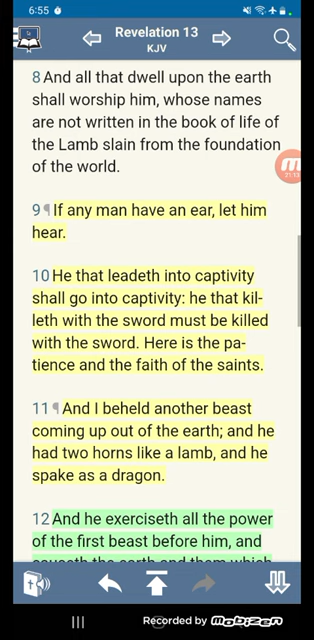 6:55
Revelation 13
KJV
8 And all that dwell upon the earth
shall worship him, whose names
are not written in the book of life of
the Lamb slain from the foundation
of the world.
9 ¶ If any man have an ear, let him
hear.
10 He that leadeth into captivity
shall go into captivity: he that kil-
leth with the sword must be killed
with the sword. Here is the pa-
tience and the faith of the saints.
11 ¶ And I beheld another beast
coming up out of the earth; and he
had two horns like a lamb, and he
spake as a dragon.
12 And he exerciseth all the power
of the first beast before him, and
causeth the earth and them which
Recorded by mobizen